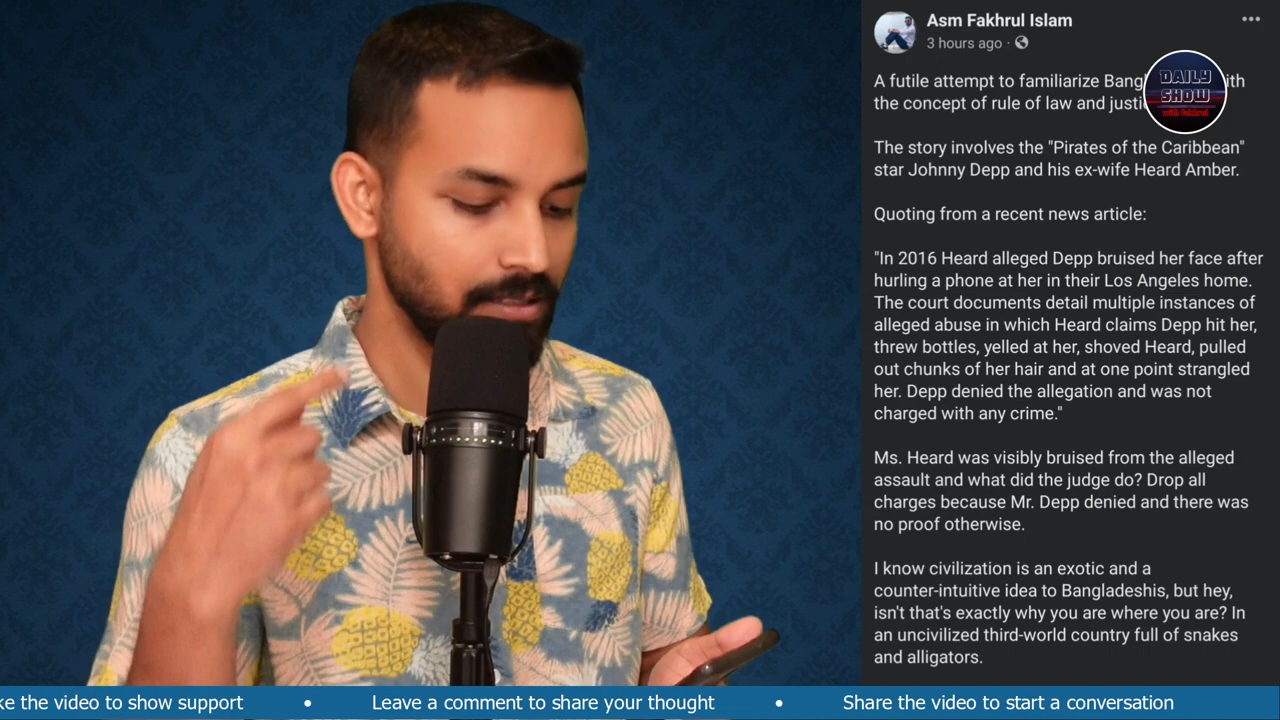 Asm Fakhrul Islam
3 hours ago ·
A futile attempt to familiarize
the concept of rule of law and
DAILY
SHOW
with fakhrul
The story involves the "Pirates of the Caribbean"
star Johnny Depp and his ex-wife Heard Amber.
Quoting from a recent news article:
"In 2016 Heard alleged Depp bruised her face after
hurling a phone at her in their Los Angeles home.
The court documents detail multiple instances of
alleged abuse in which Heard claims Depp hit her,
threw bottles, yelled at her, shoved Heard, pulled
out chunks of her hair and at one point strangled
her. Depp denied the allegation and was not
charged with any crime."
Ms. Heard was visibly bruised from the alleged
assault and what did the judge do? Drop all
charges because Mr. Depp denied and there was
no proof otherwise.
I know civilization is an exotic and a
counter-intuitive idea to Bangladeshis, but hey,
isn't that's exactly why you are where you are? In
an uncivilized third-world country full of snakes
and alligators.
the video to show support • Leave a comment to share your thought • Share the video to start a conversation